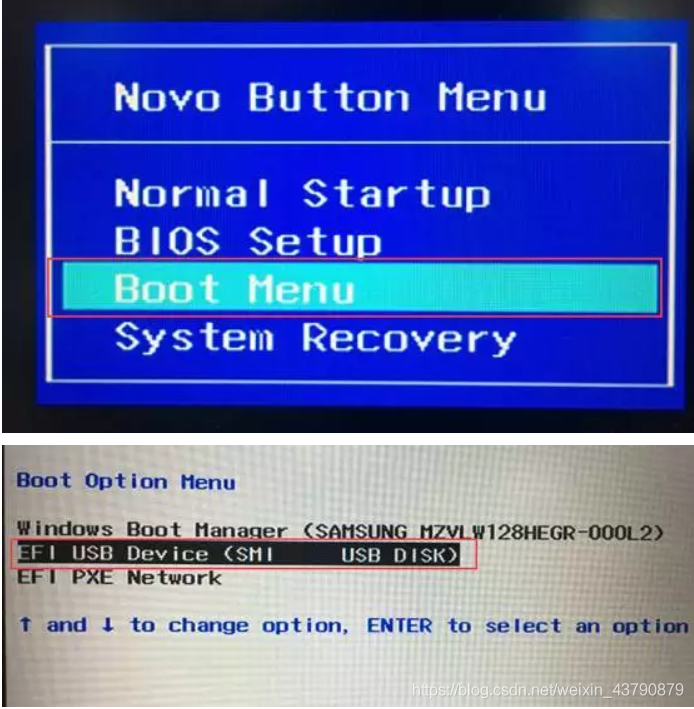 Novo Button Menu
Normal Startup
BIOS Setup
Boot Menu
System Recovery
Boot Option Menu
Windows Boot Manager (SAMSUNG MZVLW128HEGR-000L2)
EFI USB Device (SMI USB DISK)
EFI PXE Network
↑ and ↓ to change option, ENTER to select an option
https://blog.csdn.net/weixin_43790879